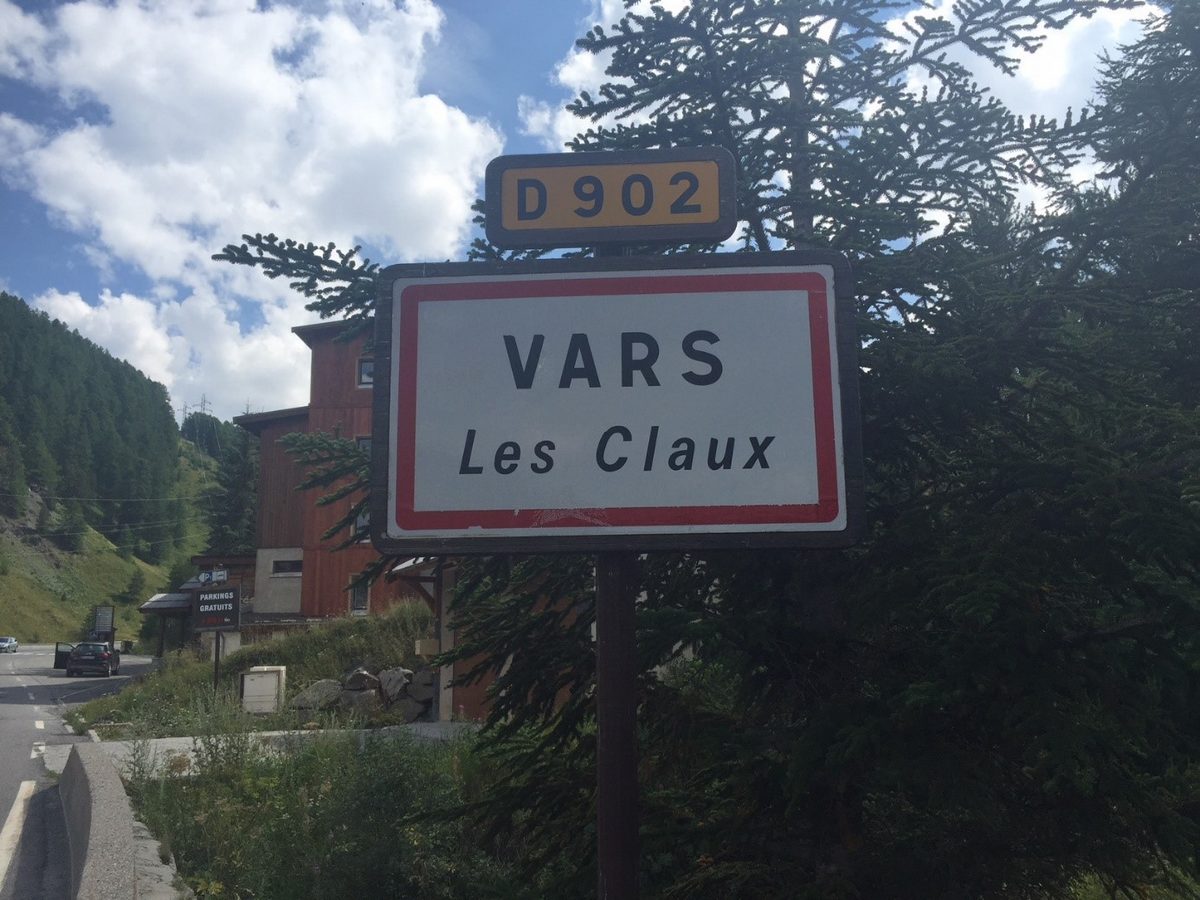 D 902
VARS
Les Claux
P
PARKINGS
GRATUITS